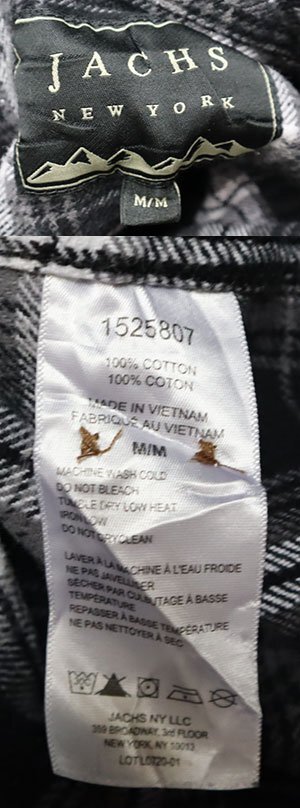 JACHS
NEW YORK
M/M
1525807
100% COTTON
100% COTON
MADE IN VIETNAM
FABRIQUÉ AU VIETNAM
M/M
MACHINE WASH COLD
DO NOT BLEACH
TUMBLE DRY LOW HEAT
IRON LOW
DO NOT DRYCLEAN
LAVER À LA MACHINE À L'EAU FROIDE
NE PAS JAVELLISER
SÉCHER PAR CULBUTAGE À BASSE
TEMPÉRATURE
REPASSER À BASSE TEMPÉRATURE
NE PAS NETTOYER À SEC
JACHS NY LLC
359 BROADWAY, 3rd FLOOR
NEW YORK, NY 10013
LOT L0720-01